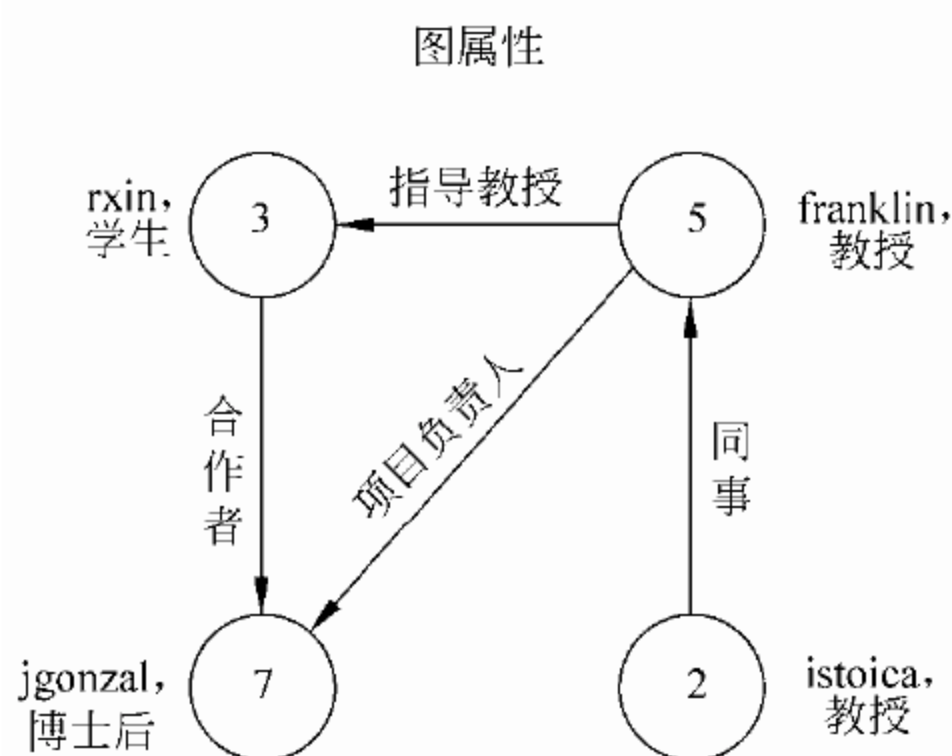 图属性
rxin,
学生
3
指导教授
5
franklin,
教授
合作者
项目负责人
同事
jgonzal,
博士后
7
2
istoica,
教授